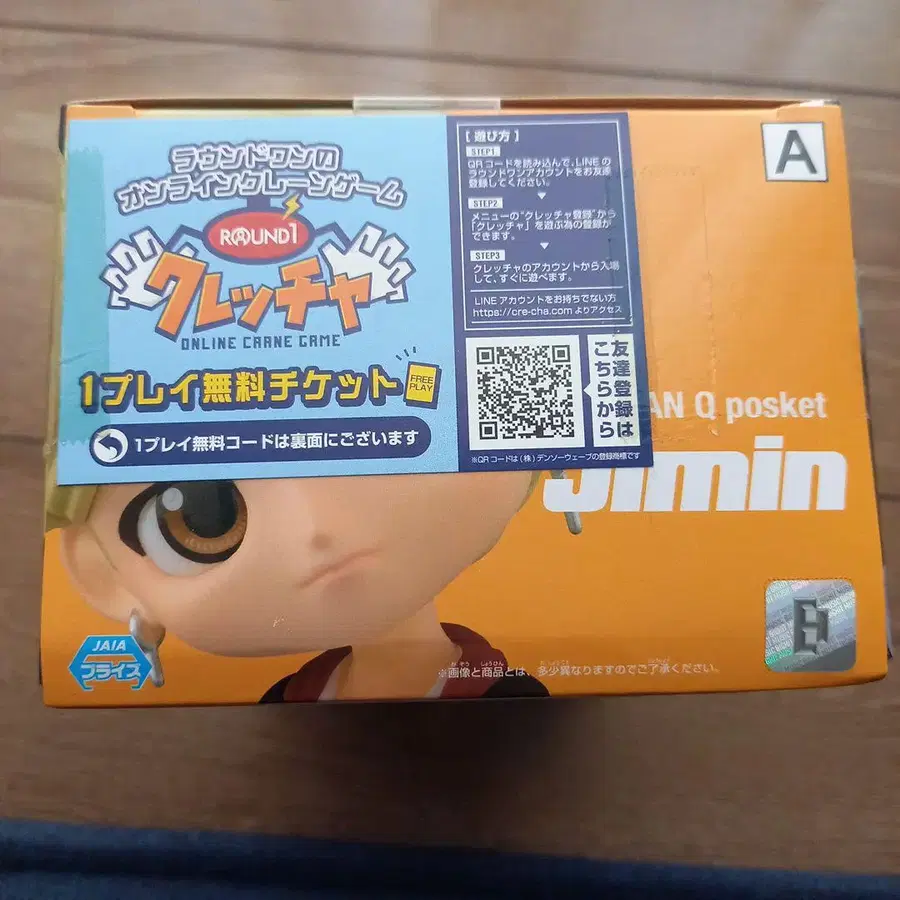 ラウンドワンの
オンラインクレーンゲーム
ROUND1
クレッチャ
ONLINE CRANE GAME
1プレイ無料チケット
FREE
PLAY
1プレイ無料コードは裏面にございます
【遊び方】
STEP1
QRコードを読み込んで、LINEの
ラウンドワンアカウントをお友達
登録してください。
STEP2
メニューの"クレッチャ登録"から
「クレッチャ」を遊ぶ為の登録が
できます。
STEP3
クレッチャのアカウントから入場
して、すぐに遊べます。
LINEアカウントをお持ちでない方
https://cre-cha.com よりアクセス
友達登録は
こちらから
※QRコードは(株)デンソーウェーブの登録商標です
A
AN Q posket
Jimin
JAIA
プライズ
※画像と商品とは、多少異なりますのでご了承ください。